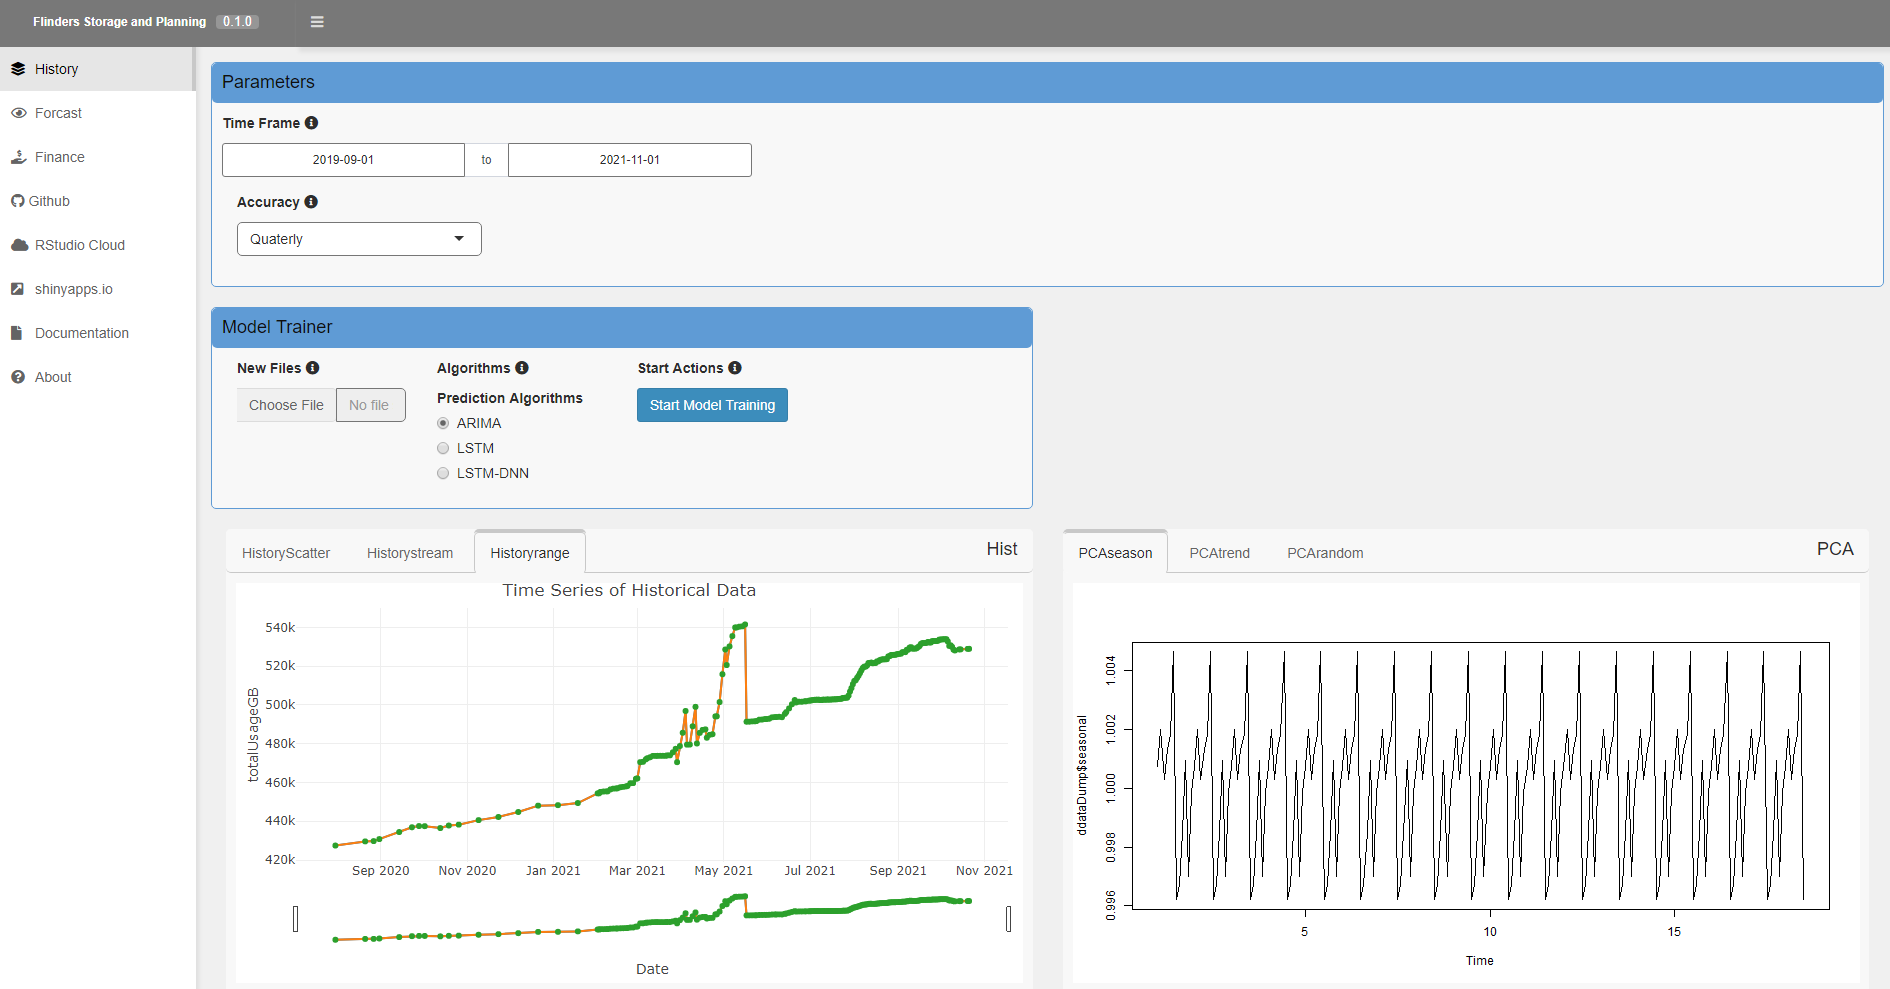 Flinders Storage and Planning 0.1.0
History
Forcast
Finance
Github
RStudio Cloud
shinyapps.io
Documentation
About
Parameters
Time Frame
2019-09-01 to 2021-11-01
Accuracy
Quaterly
Model Trainer
New Files Algorithms Start Actions
Choose File No file Prediction Algorithms Start Model Training
ARIMA
LSTM
LSTM-DNN
HistoryScatter Historystream Historyrange Hist
Time Series of Historical Data
totalUsageGB
540k
520k
500k
480k
460k
440k
420k
Sep 2020 Nov 2020 Jan 2021 Mar 2021 May 2021 Jul 2021 Sep 2021 Nov 2021
Date
PCAseason PCAtrend PCArandom PCA
ddataDump$seasonal
1.004
1.002
1.000
0.998
0.996
5 10 15
Time